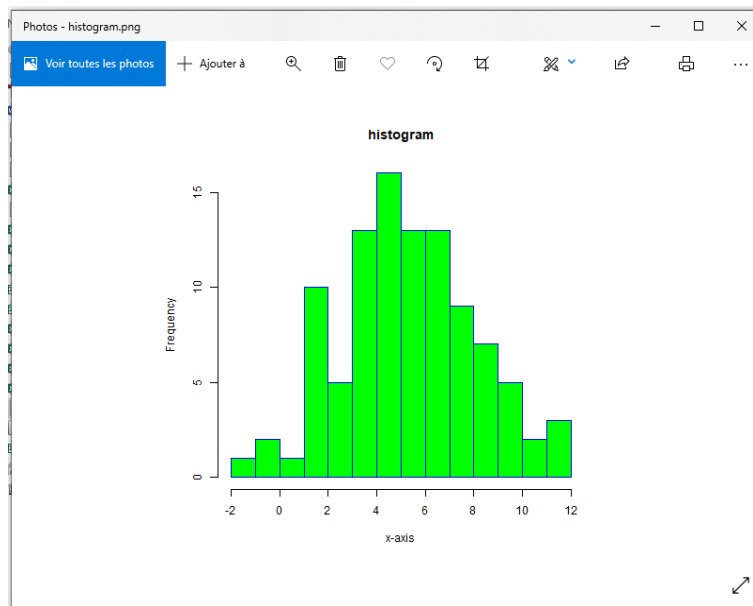 Photos - histogram.png
Voir toutes les photos
Ajouter à
histogram
15
10
5
0
Frequency
-2 0 2 4 6 8 10 12
x-axis